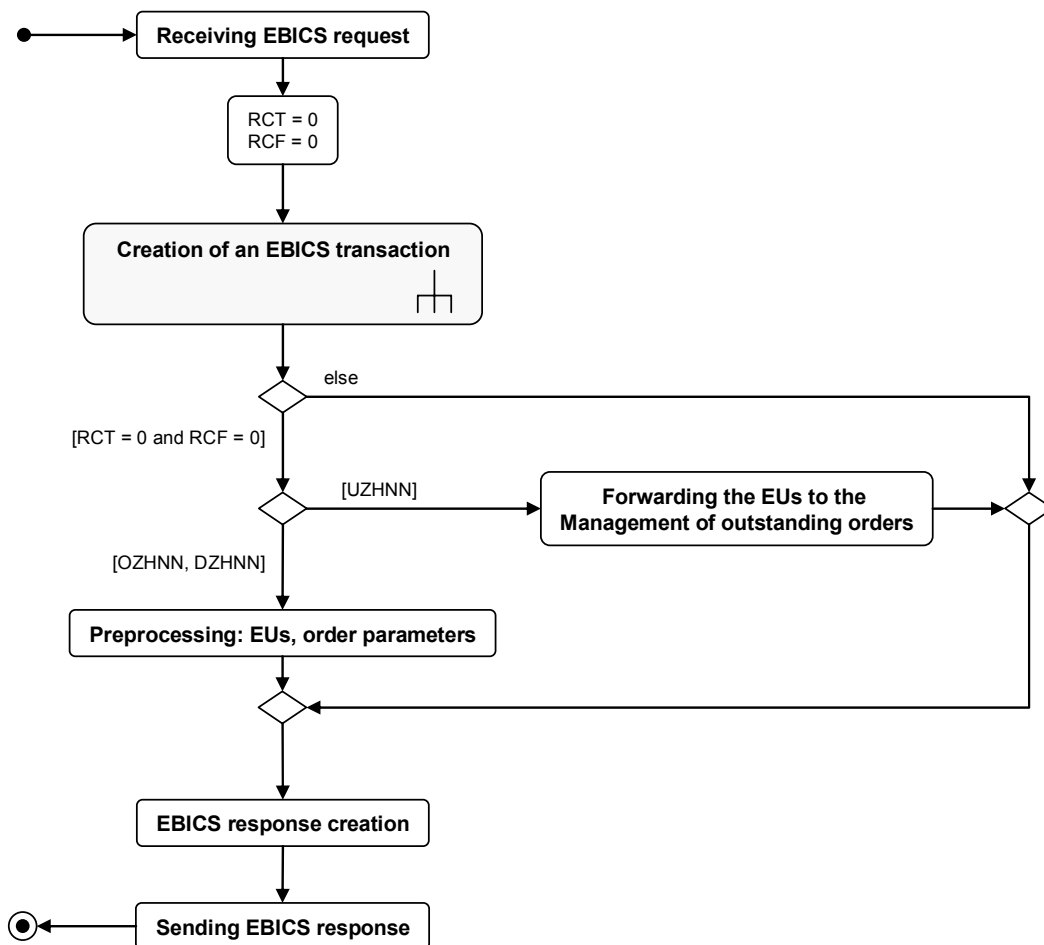 Receiving EBICS request
RCT = 0
RCF = 0
Creation of an EBICS transaction
else
[RCT = 0 and RCF = 0]
[UZHNN]
Forwarding the EUs to the
Management of outstanding orders
[OZHNN, DZHNN]
Preprocessing: EUs, order parameters
EBICS response creation
Sending EBICS response